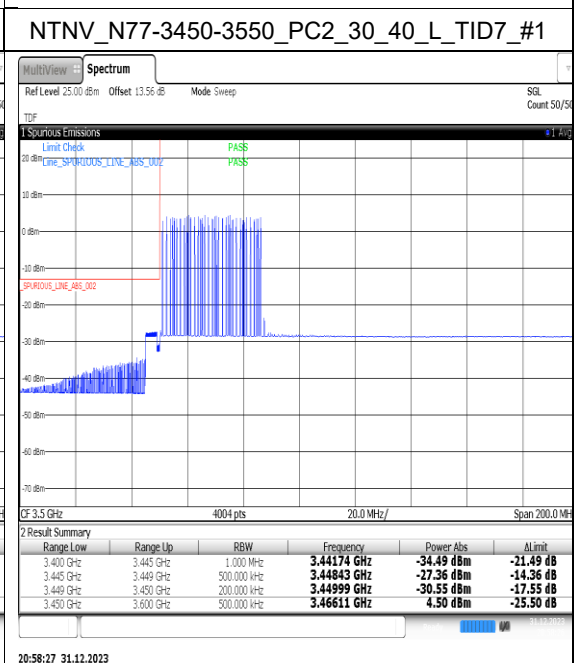 NTNV_N77-3450-3550_PC2_30_40_L_TID7_#1
MultiView Spectrum
Ref Level 25.00 dBm Offset 13.56 dB Mode Sweep SGL
Count 50/50
TDF
1 Spurious Emissions 1 Avg
Limit Check PASS
20 dBm Line_SPURIOUS_LINE_ABS_002 PASS
10 dBm
0 dBm
-10 dBm
_SPURIOUS_LINE_ABS_002
-20 dBm
-30 dBm
-40 dBm
-50 dBm
-60 dBm
-70 dBm
CF 3.5 GHz 4004 pts 20.0 MHz/ Span 200.0 MH
2 Result Summary
Range Low Range Up RBW Frequency Power Abs ΔLimit
3.400 GHz 3.445 GHz 1.000 MHz 3.44174 GHz -34.49 dBm -21.49 dB
3.445 GHz 3.449 GHz 500.000 kHz 3.44843 GHz -27.36 dBm -14.36 dB
3.449 GHz 3.450 GHz 200.000 kHz 3.44999 GHz -30.55 dBm -17.55 dB
3.450 GHz 3.600 GHz 500.000 kHz 3.46611 GHz 4.50 dBm -25.50 dB
31.12.2023
20:58:27 31.12.2023